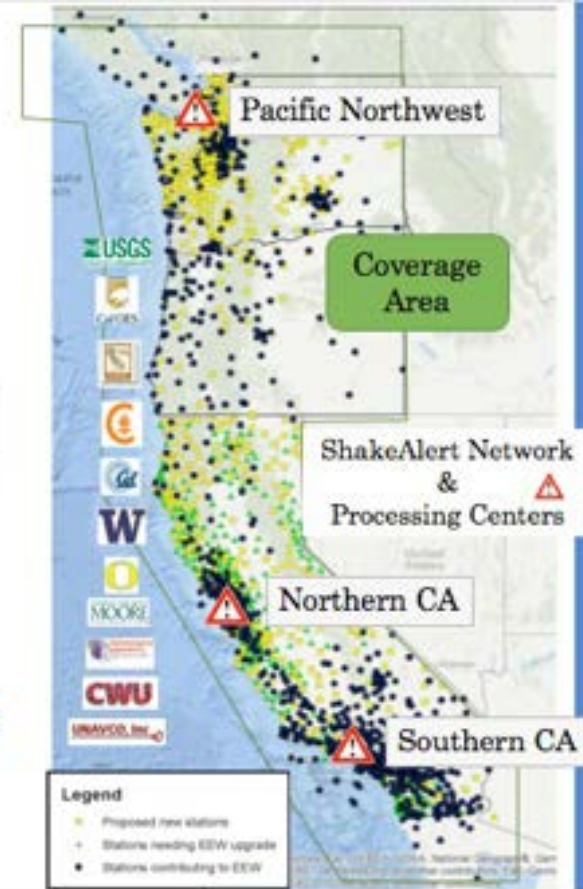 Pacific Northwest
USGS
Coverage
Area
ShakeAlert Network
&
Processing Centers
W
O
MOORE
Northern CA
CWU
UNAVCO, Inc.
Southern CA
Legend
Proposed new stations
Stations needing EEW upgrade
Stations contributing to EEW